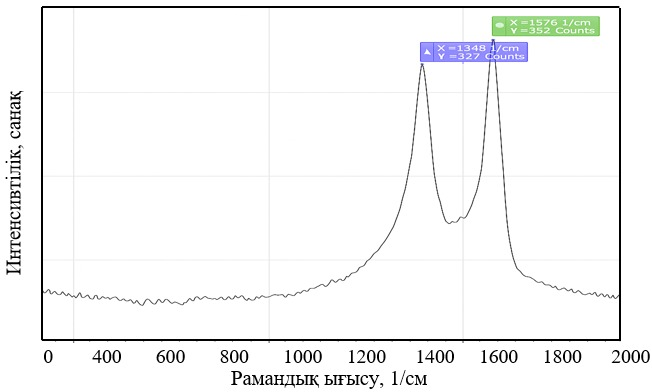 X =1576 1/cm
Y =352 Counts
X =1348 1/cm
Y =327 Counts
Интенсивтілік, санақ
0 400 600 800 1000 1200 1400 1600 1800 2000
Рамандық ығысу, 1/см